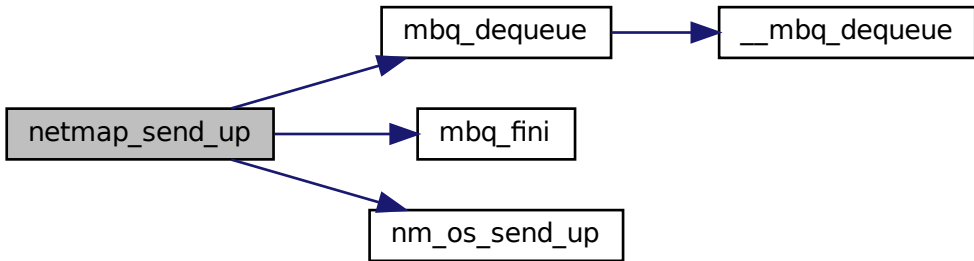 mbq_dequeue
__mbq_dequeue
netmap_send_up
mbq_fini
nm_os_send_up